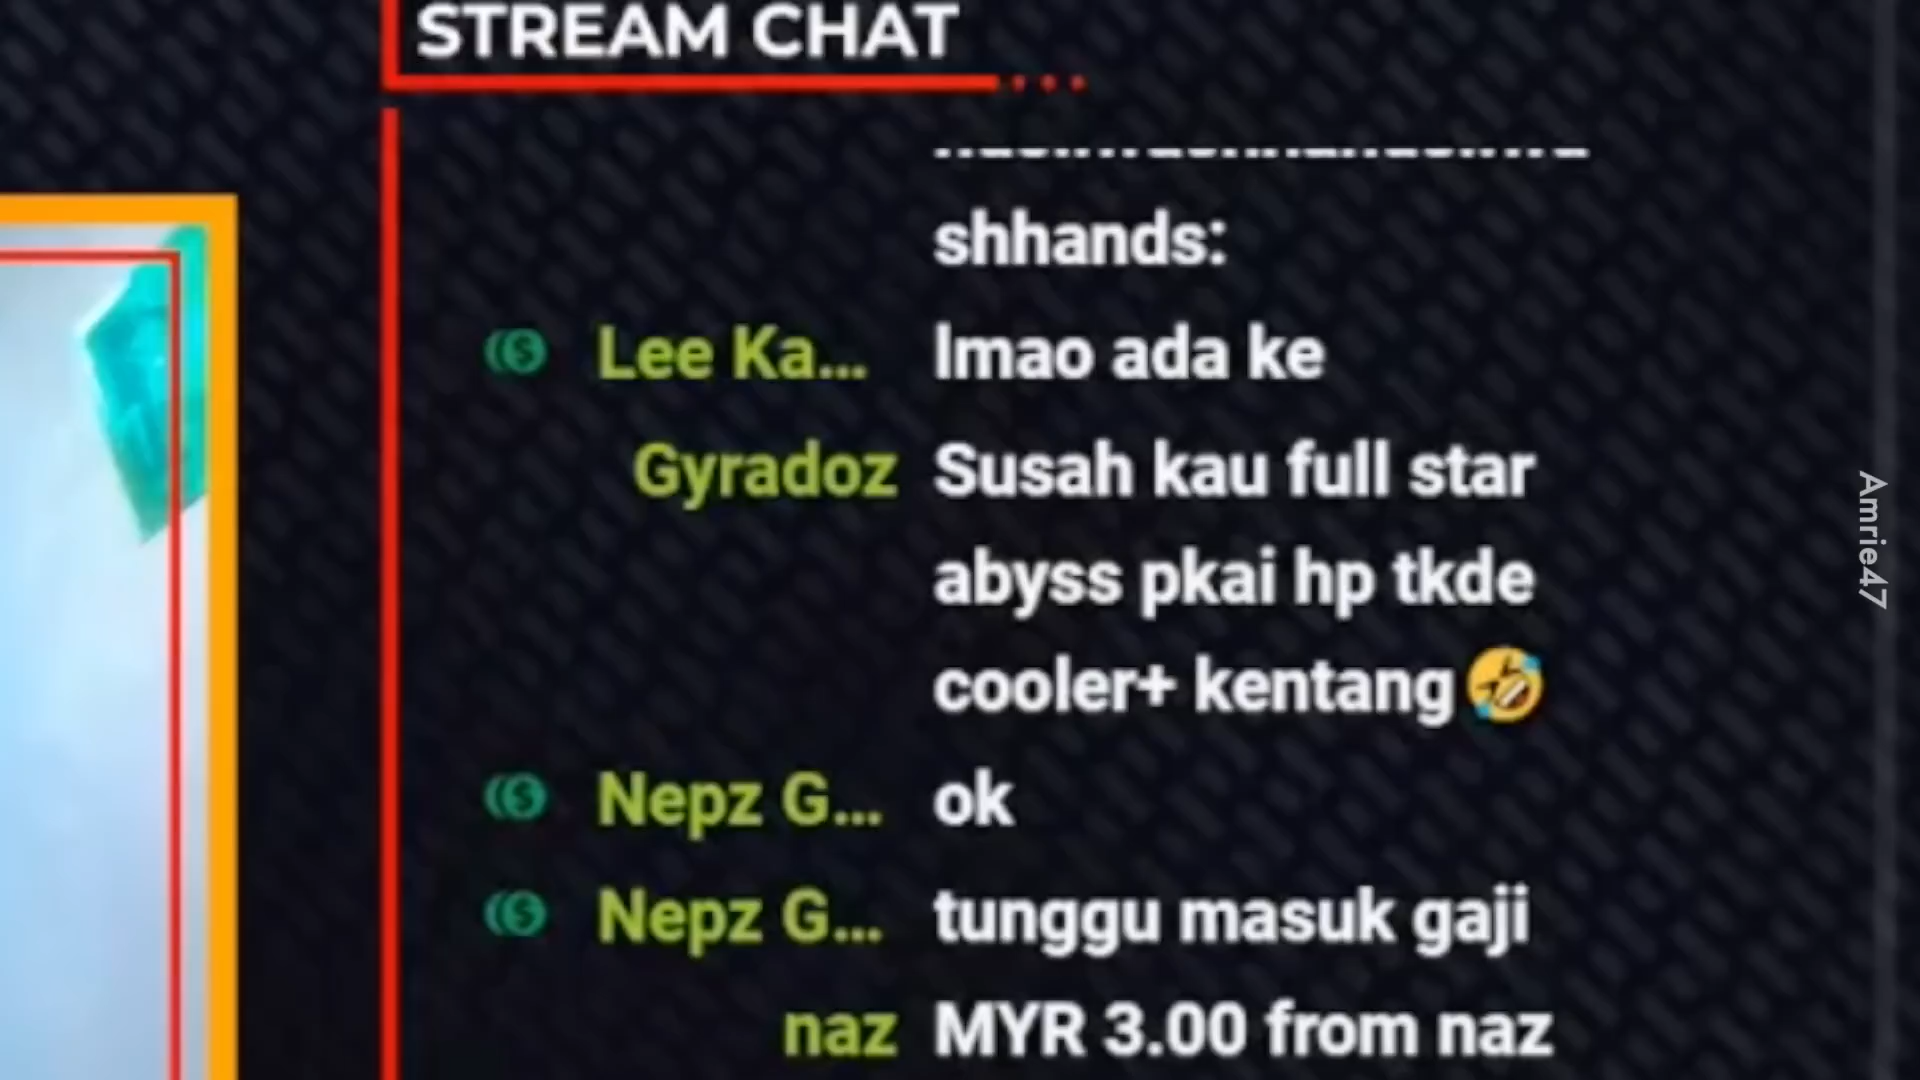 STREAM CHAT
shhands:
Lee Ka... lmao ada ke
Gyradoz Susah kau full star
abyss pkai hp tkde
cooler+ kentang🤣
Nepz G... ok
Nepz G... tunggu masuk gaji
naz MYR 3.00 from naz
Amrie47